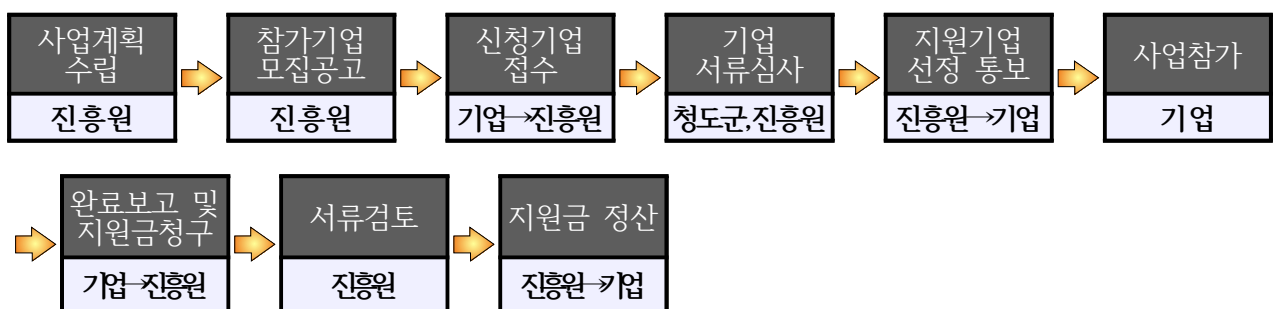 사업계획
수립
진흥원
참가기업
모집공고
진흥원
신청기업
접수
기업→진흥원
기업
서류심사
청도군,진흥원
지원기업
선정 통보
진흥원→기업
사업참가
기업
완료보고 및
지원금청구
기업→진흥원
서류검토
진흥원
지원금 정산
진흥원→기업